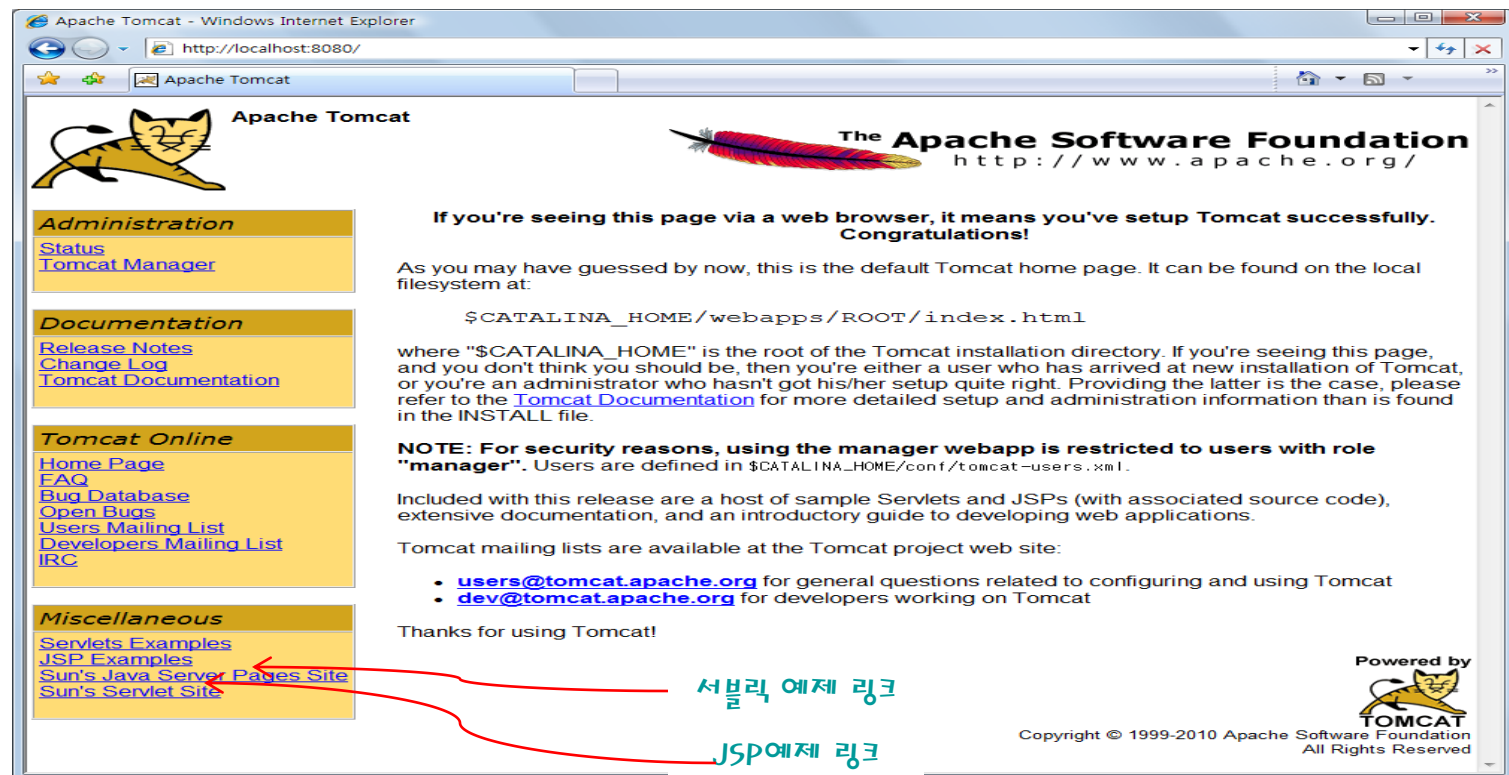 Apache Tomcat - Windows Internet Explorer
http://localhost:8080/
Apache Tomcat
Apache Tomcat
The Apache Software Foundation
http://www.apache.org/
Administration
Status
Tomcat Manager
Documentation
Release Notes
Change Log
Tomcat Documentation
Tomcat Online
Home Page
FAQ
Bug Database
Open Bugs
Users Mailing List
Developers Mailing List
IRC
Miscellaneous
Servlets Examples
JSP Examples
Sun's Java Server Pages Site
Sun's Servlet Site
If you're seeing this page via a web browser, it means you've setup Tomcat successfully.
Congratulations!
As you may have guessed by now, this is the default Tomcat home page. It can be found on the local
filesystem at:
$CATALINA_HOME/webapps/ROOT/index.html
where "$CATALINA_HOME" is the root of the Tomcat installation directory. If you're seeing this page,
and you don't think you should be, then you're either a user who has arrived at new installation of Tomcat,
or you're an administrator who hasn't got his/her setup quite right. Providing the latter is the case, please
refer to the Tomcat Documentation for more detailed setup and administration information than is found
in the INSTALL file.
NOTE: For security reasons, using the manager webapp is restricted to users with role
"manager". Users are defined in $CATALINA_HOME/conf/tomcat-users.xml.
Included with this release are a host of sample Servlets and JSPs (with associated source code),
extensive documentation, and an introductory guide to developing web applications.
Tomcat mailing lists are available at the Tomcat project web site:
• users@tomcat.apache.org for general questions related to configuring and using Tomcat
• dev@tomcat.apache.org for developers working on Tomcat
Thanks for using Tomcat!
서블릿 예제 링크
JSP예제 링크
Powered by
TOMCAT
Copyright © 1999-2010 Apache Software Foundation
All Rights Reserved